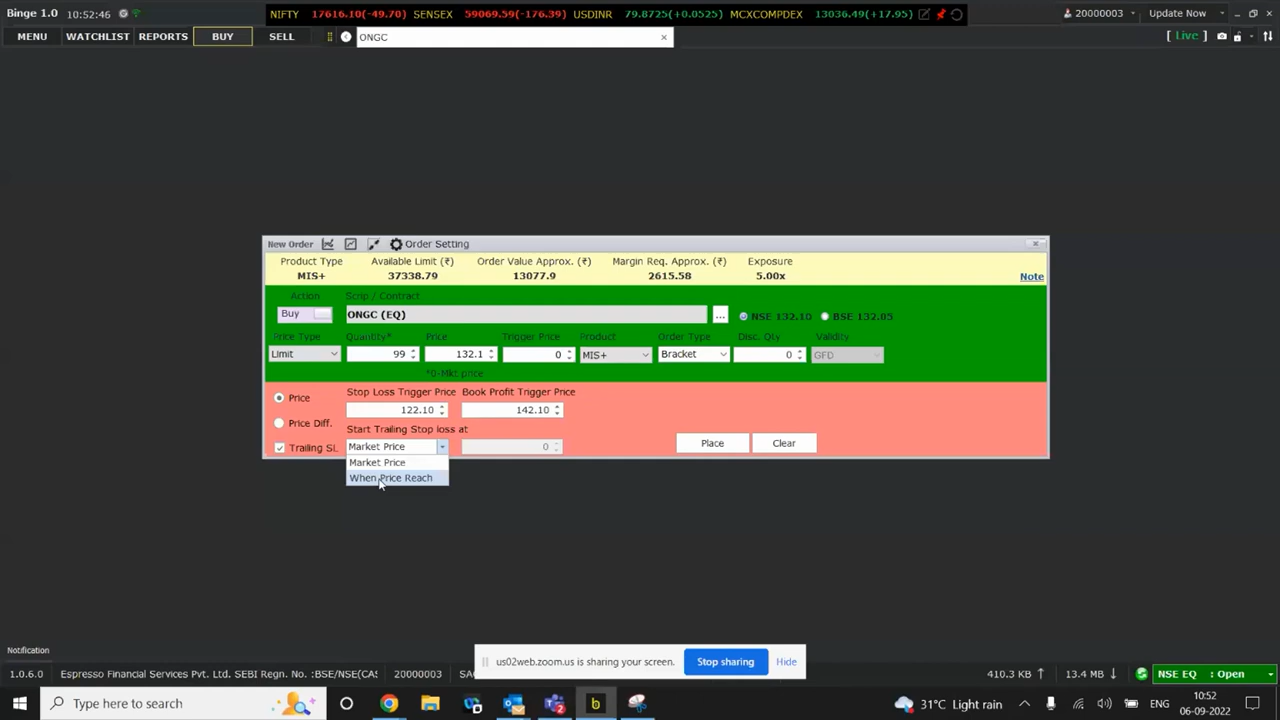 Binge 1.0
10:52:46
NIFTY 17616.10(-49.70) SENSEX 59069.59(-176.39) USDINR 79.8725(+0.0525) MCXCOMPDEX 13036.49(+17.95)
20000003
Update Now
MENU WATCHLIST REPORTS BUY SELL
ONGC
[ Live ]
New Order
Order Setting
Product Type Available Limit (₹) Order Value Approx. (₹) Margin Req. Approx. (₹) Exposure
MIS+ 37338.79 13077.9 2615.58 5.00x
Note
Action Scrip / Contract
Buy ONGC (EQ) ... NSE 132.10 BSE 132.05
Price Type Quantity* Price Trigger Price Product Order Type Disc. Qty Validity
Limit 99 132.1 0 MIS+ Bracket 0 GFD
*0-Mkt price
Price Stop Loss Trigger Price Book Profit Trigger Price
122.10 142.10
Price Diff. Start Trailing Stop loss at
Trailing SL Market Price 0 Place Clear
Market Price
When Price Reach
Notification
us02web.zoom.us is sharing your screen. Stop sharing Hide
1.0.6.0 Espresso Financial Services Pvt. Ltd. SEBI Regn. No. :BSE/NSE(CAS 20000003 SA
410.3 KB ↑ 13.4 MB ↓ NSE EQ : Open
Type here to search
31°C Light rain
ENG
10:52
06-09-2022